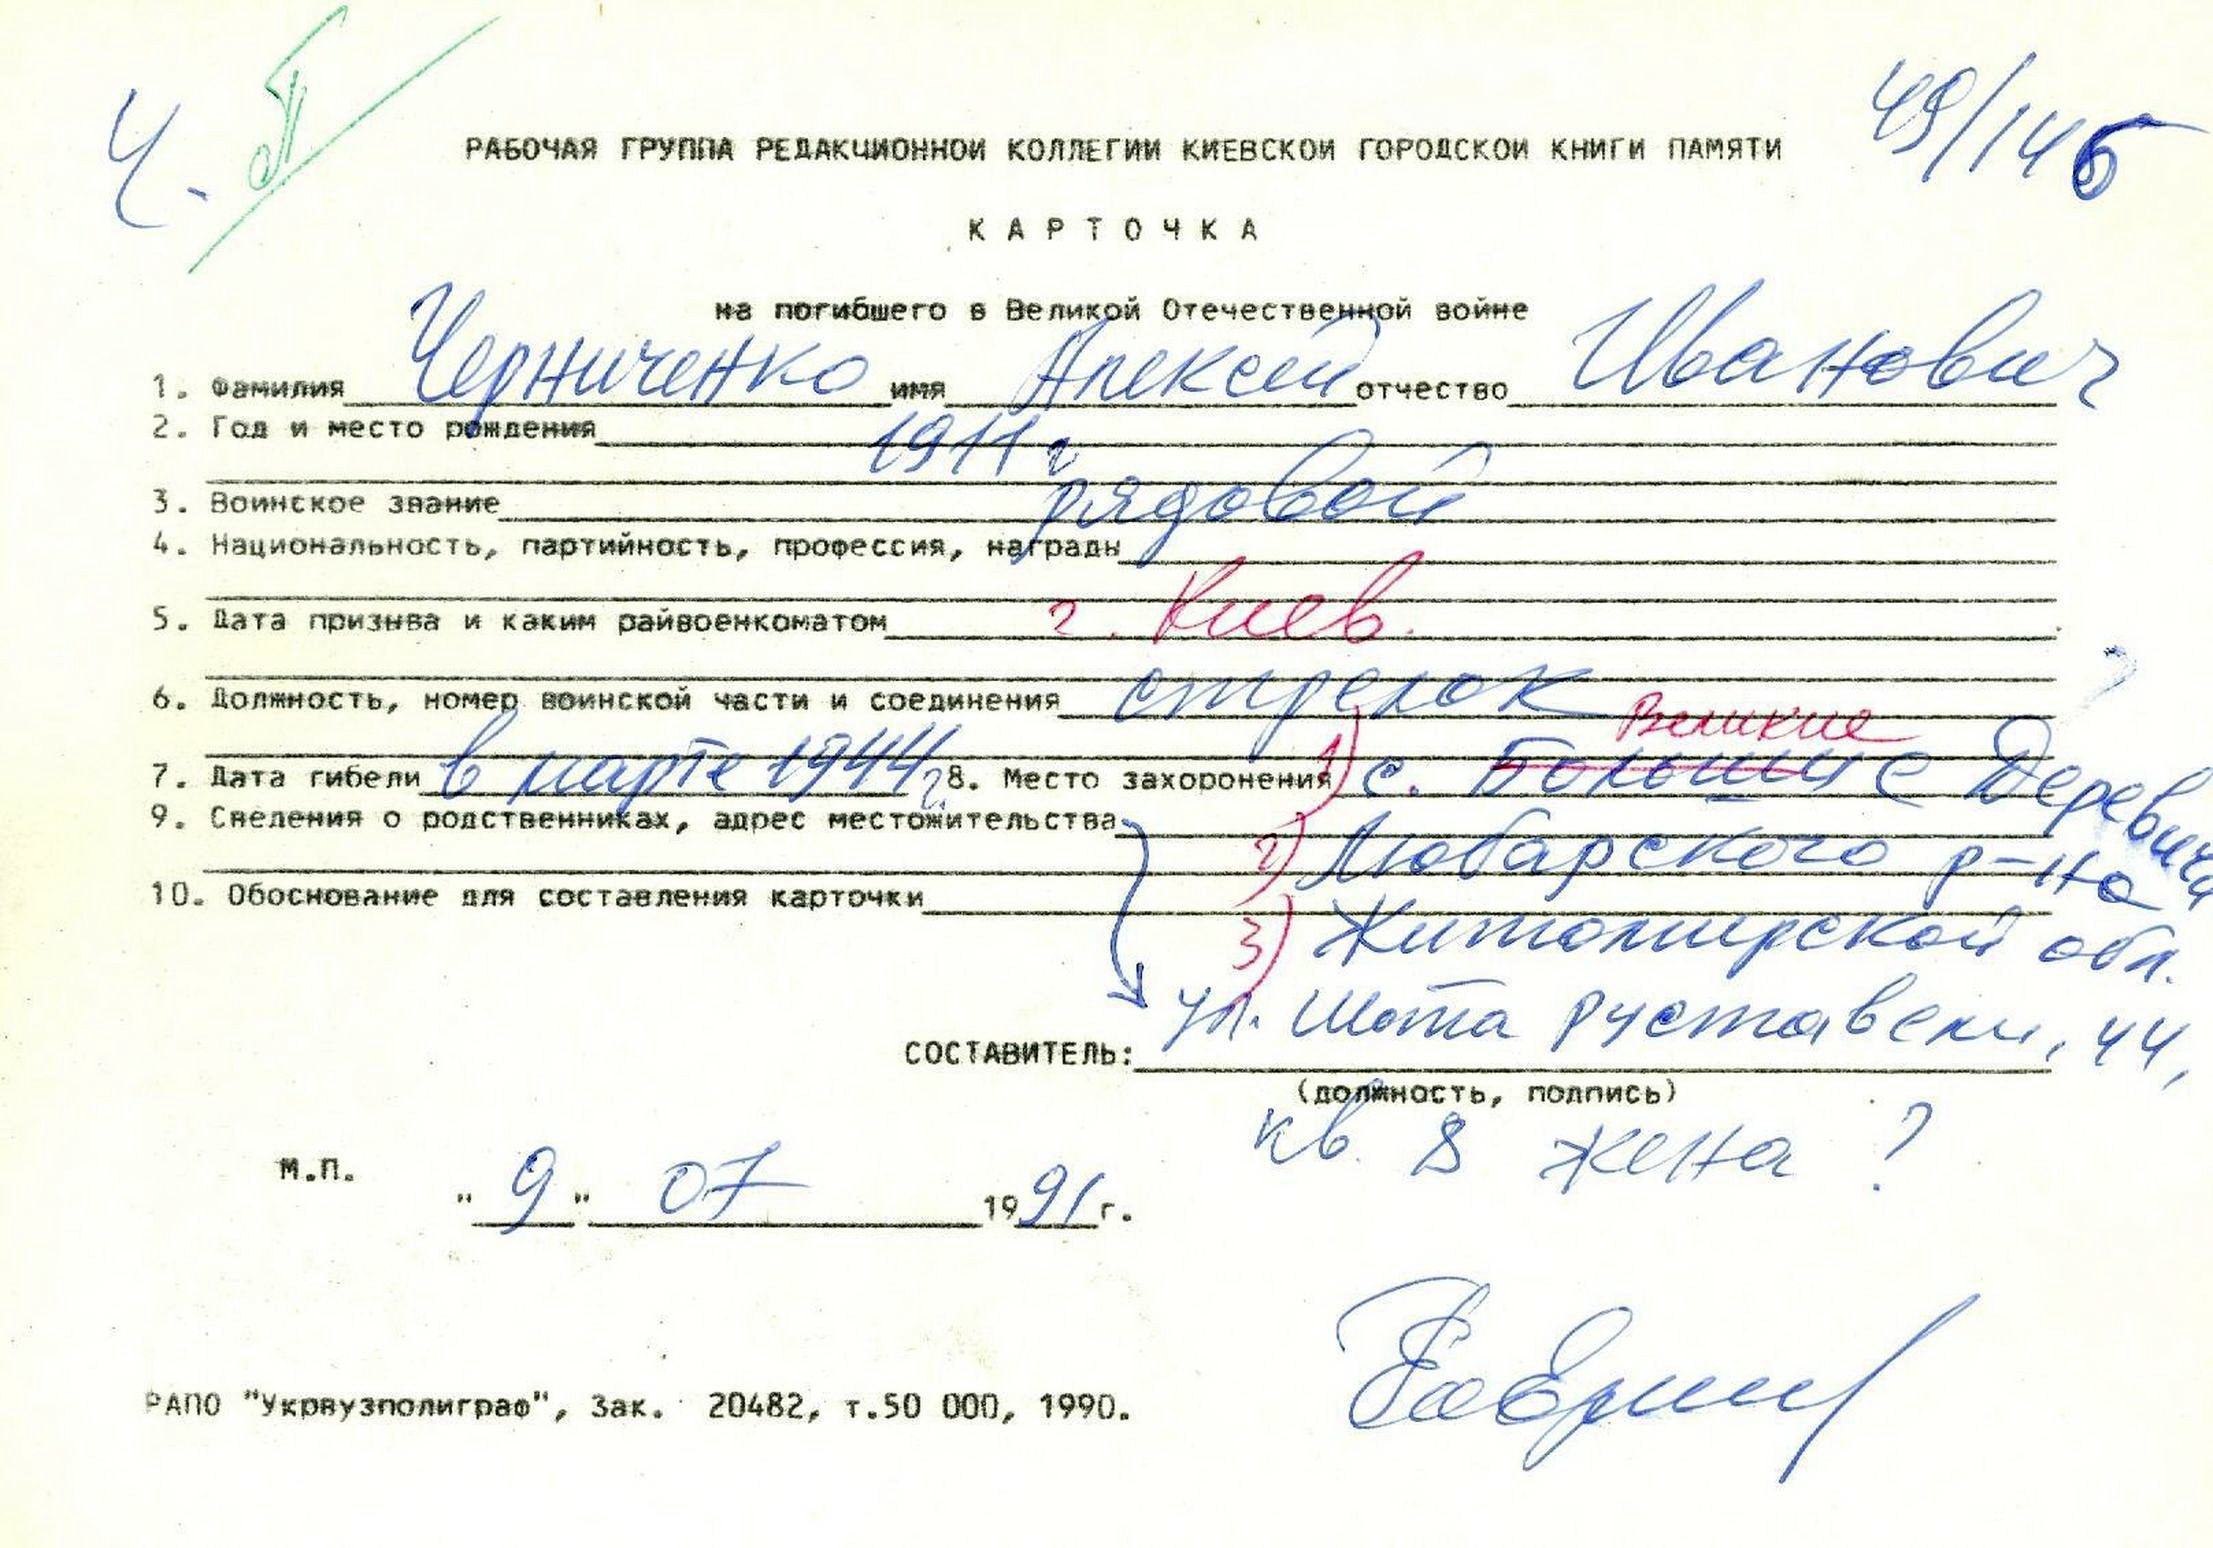 Ч.
49/146
РАБОЧАЯ ГРУППА РЕДАКЦИОННОЙ КОЛЛЕГИИ КИЕВСКОЙ ГОРОДСКОЙ КНИГИ ПАМЯТИ
КАРТОЧКА
на погибшего в Великой Отечественной войне
1. Фамилия Черниченко имя Алексей отчество Иванович
2. Год и место рождения 1911 г
3. Воинское звание рядовой
4. Национальность, партийность, профессия, награды
5. Дата призыва и каким райвоенкоматом г. Киев.
6. Должность, номер воинской части и соединения стрелок
Великие
7. Дата гибели в марте 1944 г. 8. Место захоронения 1) с. Большие Деревичи
9. Сведения о родственниках, адрес местожительства 2) Любарского р-на
10. Обоснование для составления карточки
3) Житомирской обл.
ул. Шота Руставели, 44,
СОСТАВИТЕЛЬ:
(должность, подпись)
кв. 8 жена ?
М.П.
"9" 07 1991г.
РАПО "Укрвузполиграф", Зак. 20482, т.50 000, 1990.